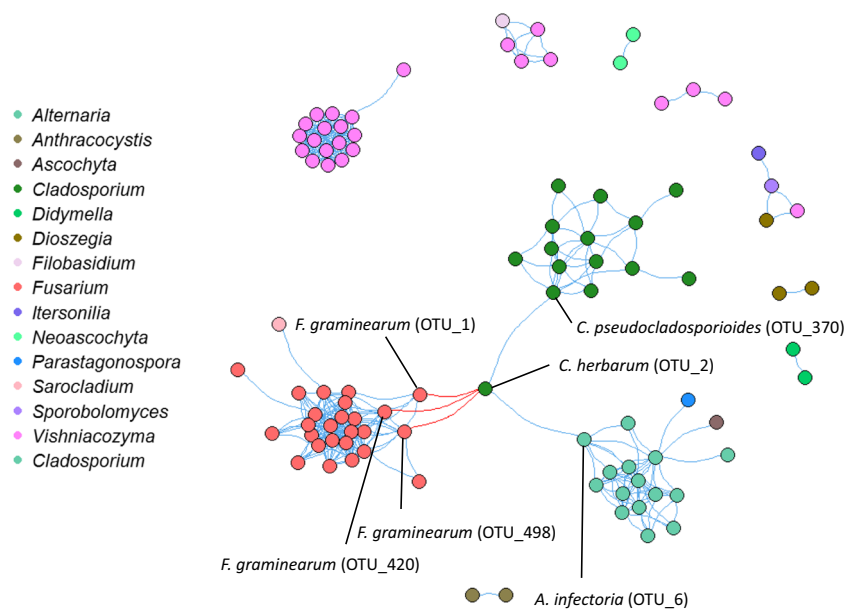 Alternaria
Anthracocystis
Ascochyta
Cladosporium
Didymella
Dioszegia
Filobasidium
Fusarium
Itersonilia
Neoascochyta
Parastagonospora
Sarocladium
Sporobolomyces
Vishniacozyma
Cladosporium
F. graminearum (OTU_1)
C. pseudocladosporioides (OTU_370)
C. herbarum (OTU_2)
F. graminearum (OTU_498)
F. graminearum (OTU_420)
A. infectoria (OTU_6)